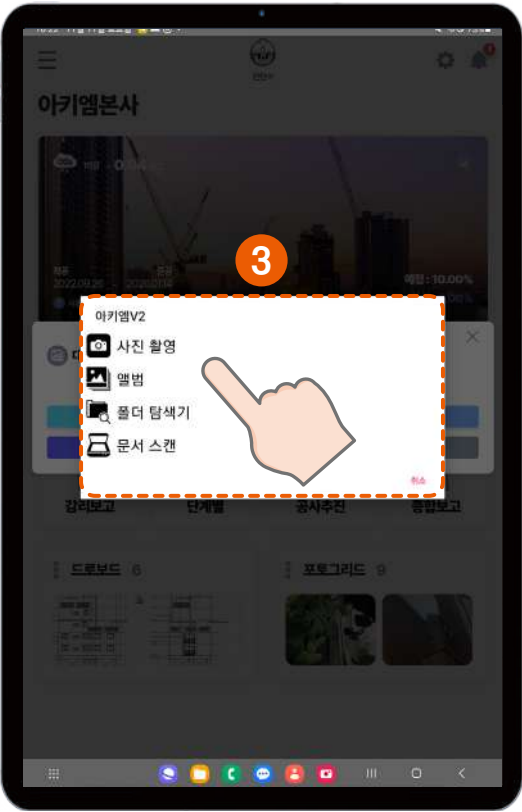 아키엠본사
3
예정 : 10.00%
아키엠V2
사진 촬영
앨범
폴더 탐색기
문서 스캔
취소
감리보고 단계별 공사추진 종합보고
드로보드 6 포토그리드 9